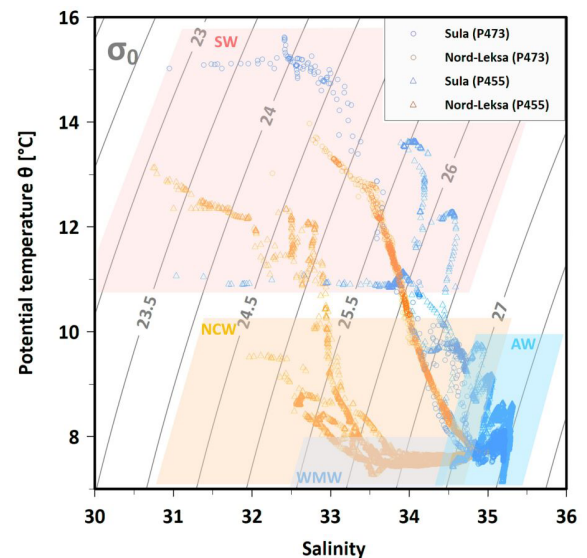 16
14
12
10
8
Potential temperature θ [℃]
σ0
SW
23
24
26
23.5
24.5
25.5
27
NCW
AW
WMW
Sula (P473)
Nord-Leksa (P473)
Sula (P455)
Nord-Leksa (P455)
30 31 32 33 34 35 36
Salinity